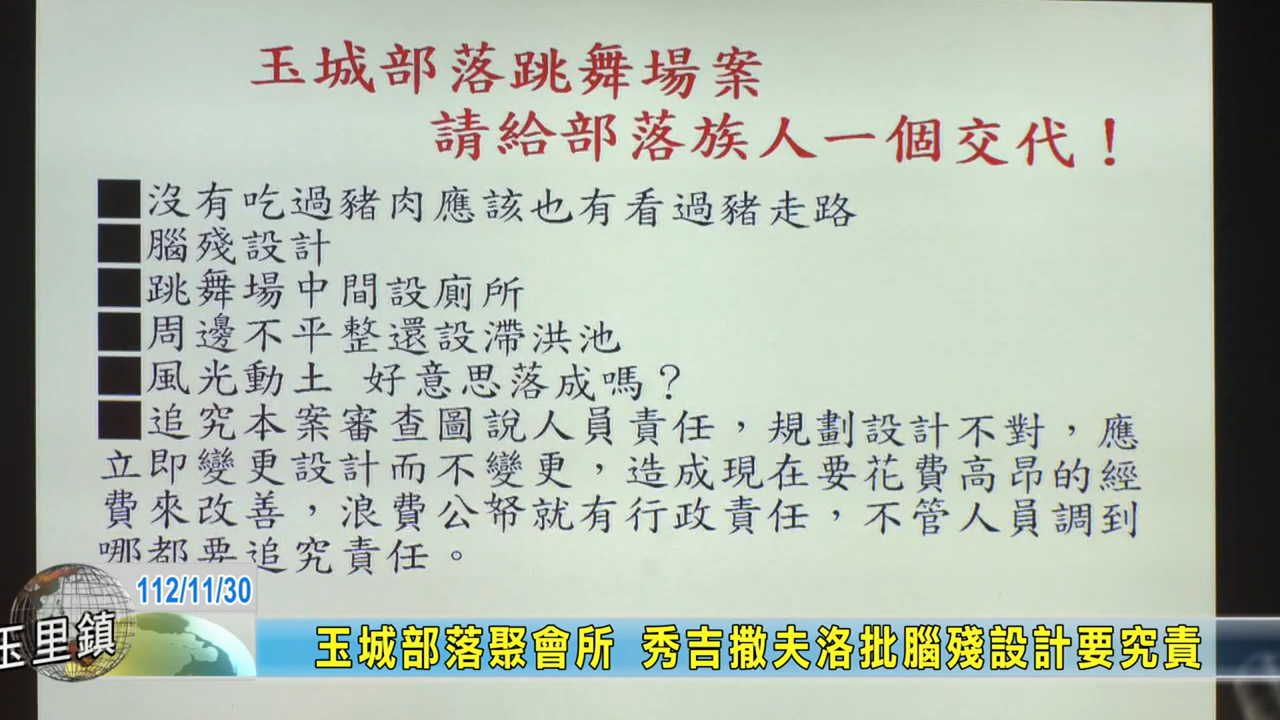 玉城部落跳舞場案
請給部落族人一個交代！
■沒有吃過豬肉應該也有看過豬走路
■腦殘設計
■跳舞場中間設廁所
■周邊不平整還設滯洪池
■風光動土 好意思落成嗎？
■追究本案審查圖說人員責任，規劃設計不對，應
立即變更設計而不變更，造成現在要花費高昂的經
費來改善，浪費公帑就有行政責任，不管人員調到
哪都要追究責任。
112/11/30
玉里鎮
玉城部落聚會所 秀吉撒夫洛批腦殘設計要究責